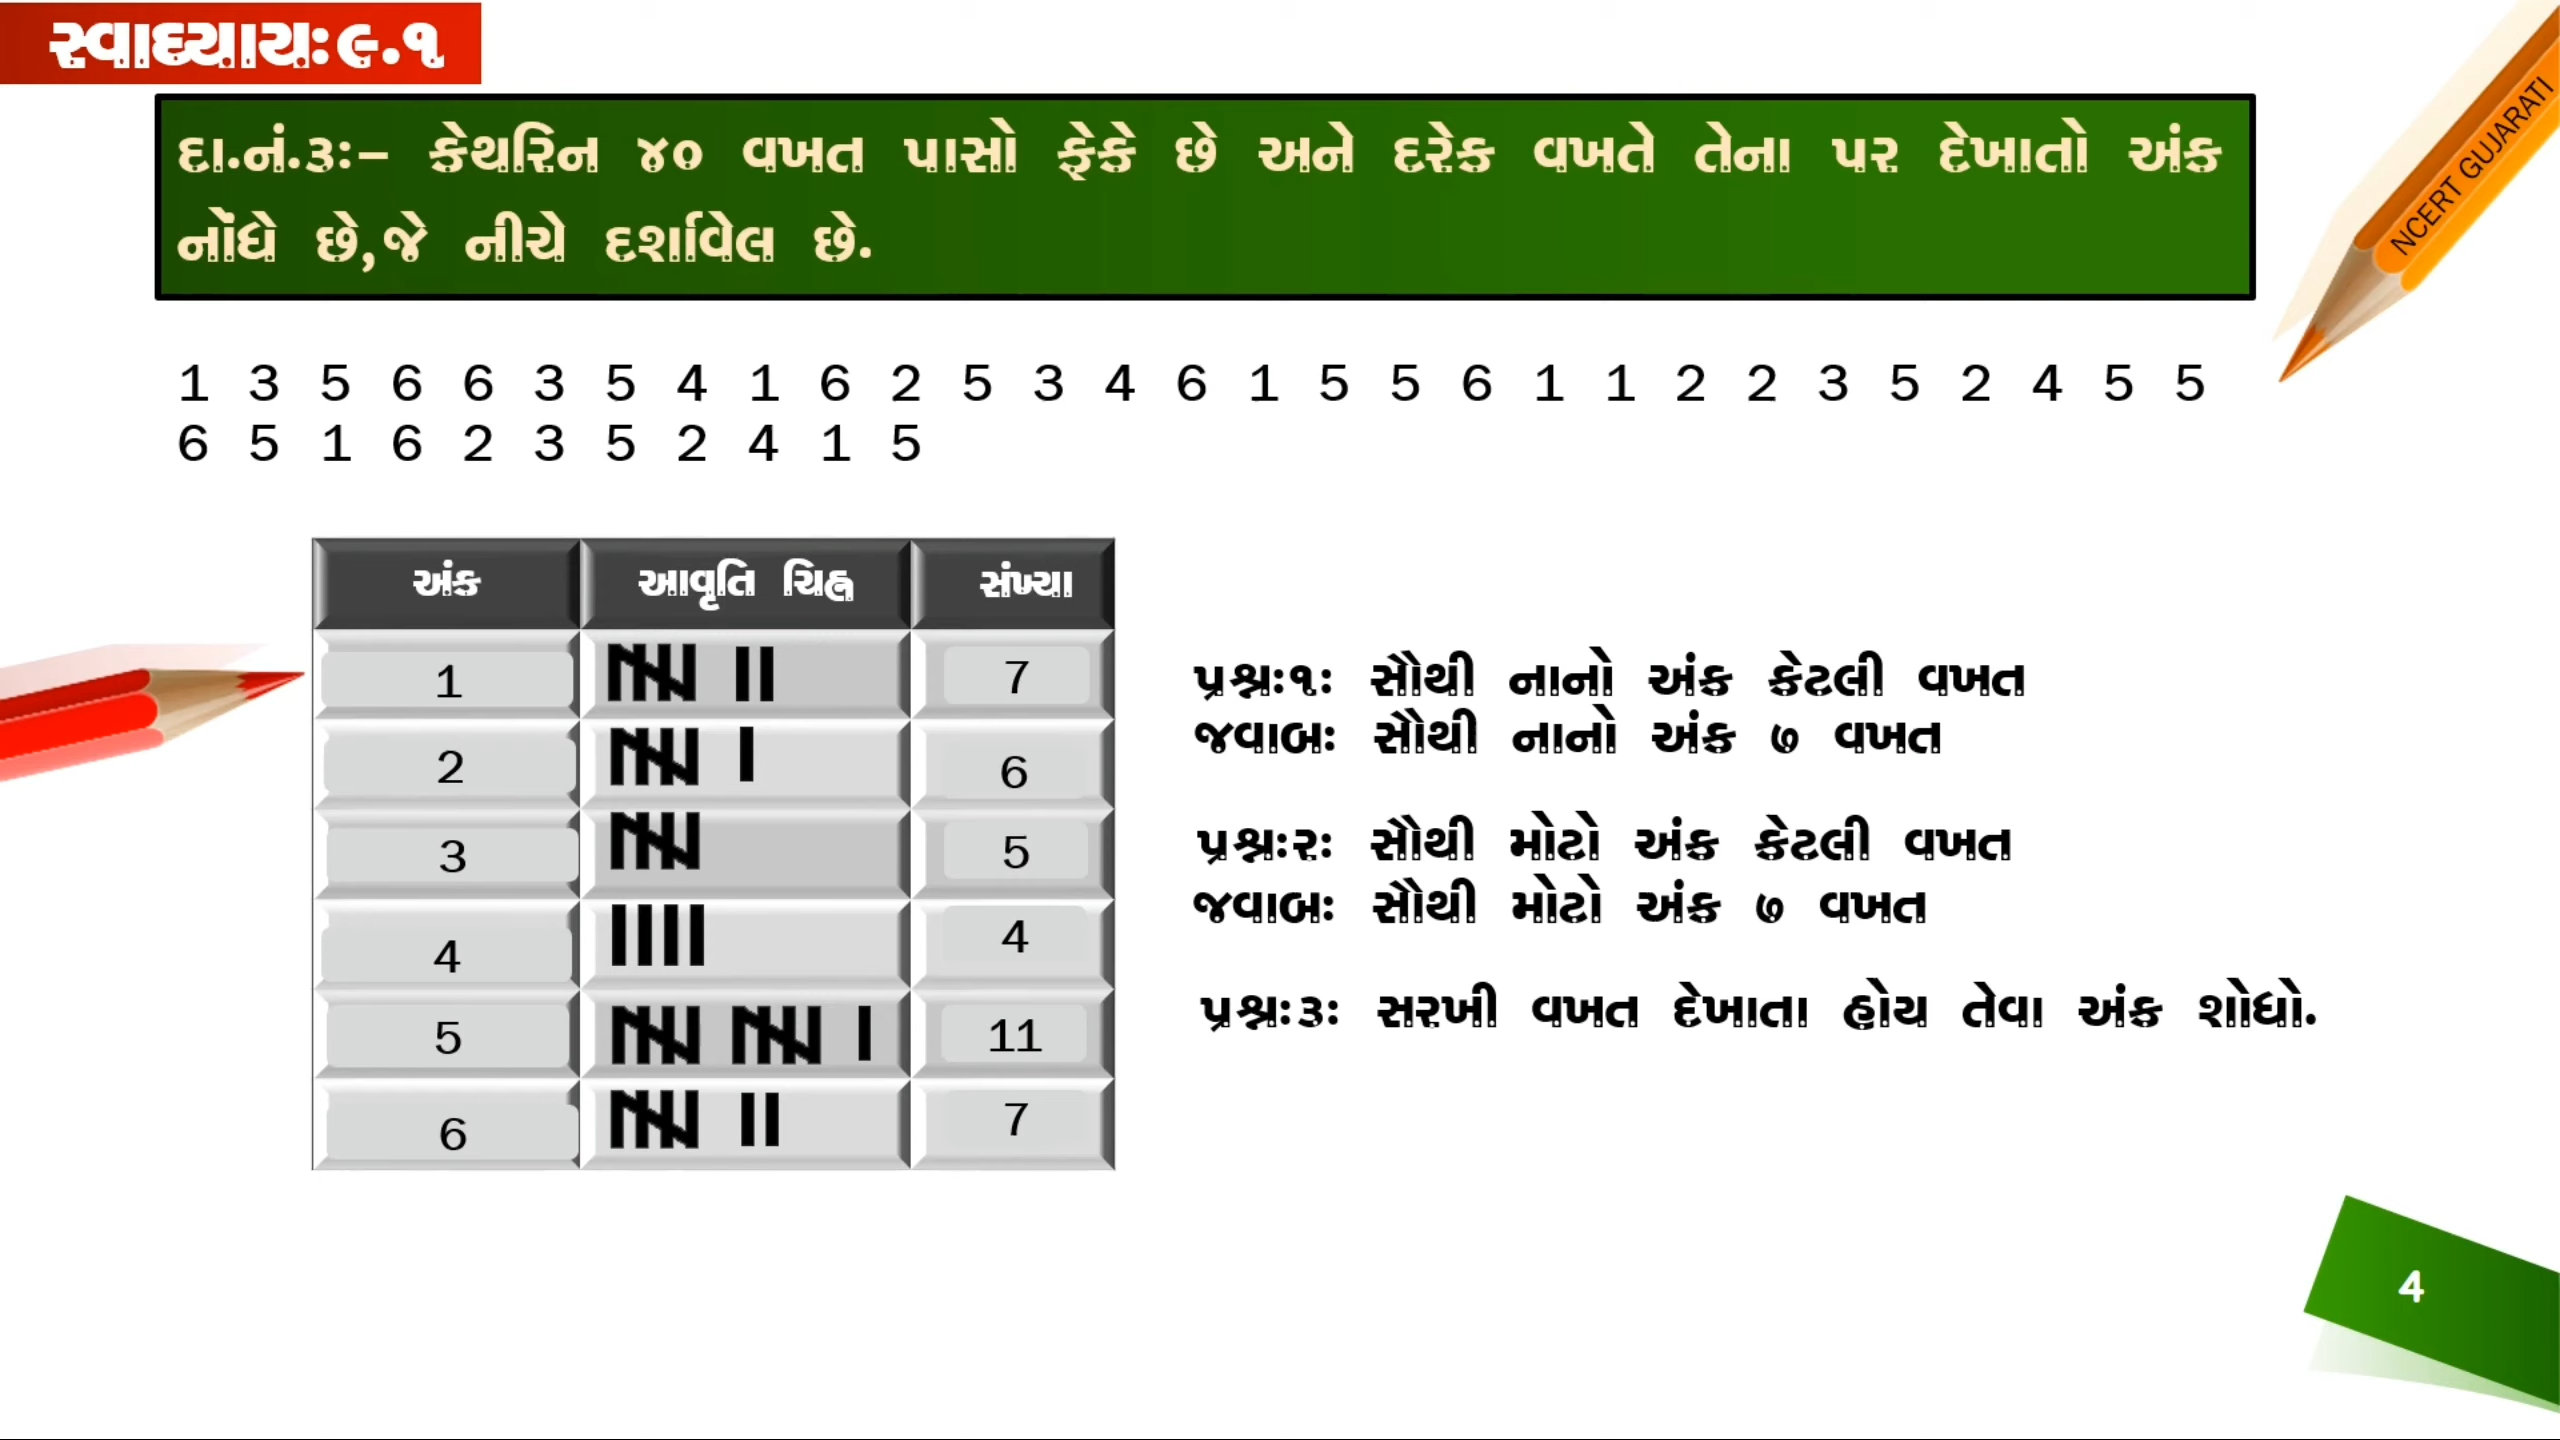 સ્વાધ્યાયઃ૯.૧
NCERT GUJARATI
દા.નં.૩ઃ– કેથરિન ૪૦ વખત પાસો ફેંકે છે અને દરેક વખતે તેના પર દેખાતો અંક
નોંધે છે,જે નીચે દર્શાવેલ છે.
1 3 5 6 6 3 5 4 1 6 2 5 3 4 6 1 5 5 6 1 1 2 2 3 5 2 4 5 5
6 5 1 6 2 3 5 2 4 1 5
અંક આવૃતિ ચિહ્ન સંખ્યા
1 7
2 6
3 5
4 4
5 11
6 7
પ્રશ્નઃ૧ઃ સૌથી નાનો અંક કેટલી વખત
જવાબઃ સૌથી નાનો અંક ૭ વખત
પ્રશ્નઃ૨ઃ સૌથી મોટો અંક કેટલી વખત
જવાબઃ સૌથી મોટો અંક ૭ વખત
પ્રશ્નઃ૩ઃ સરખી વખત દેખાતા હોય તેવા અંક શોધો.
4